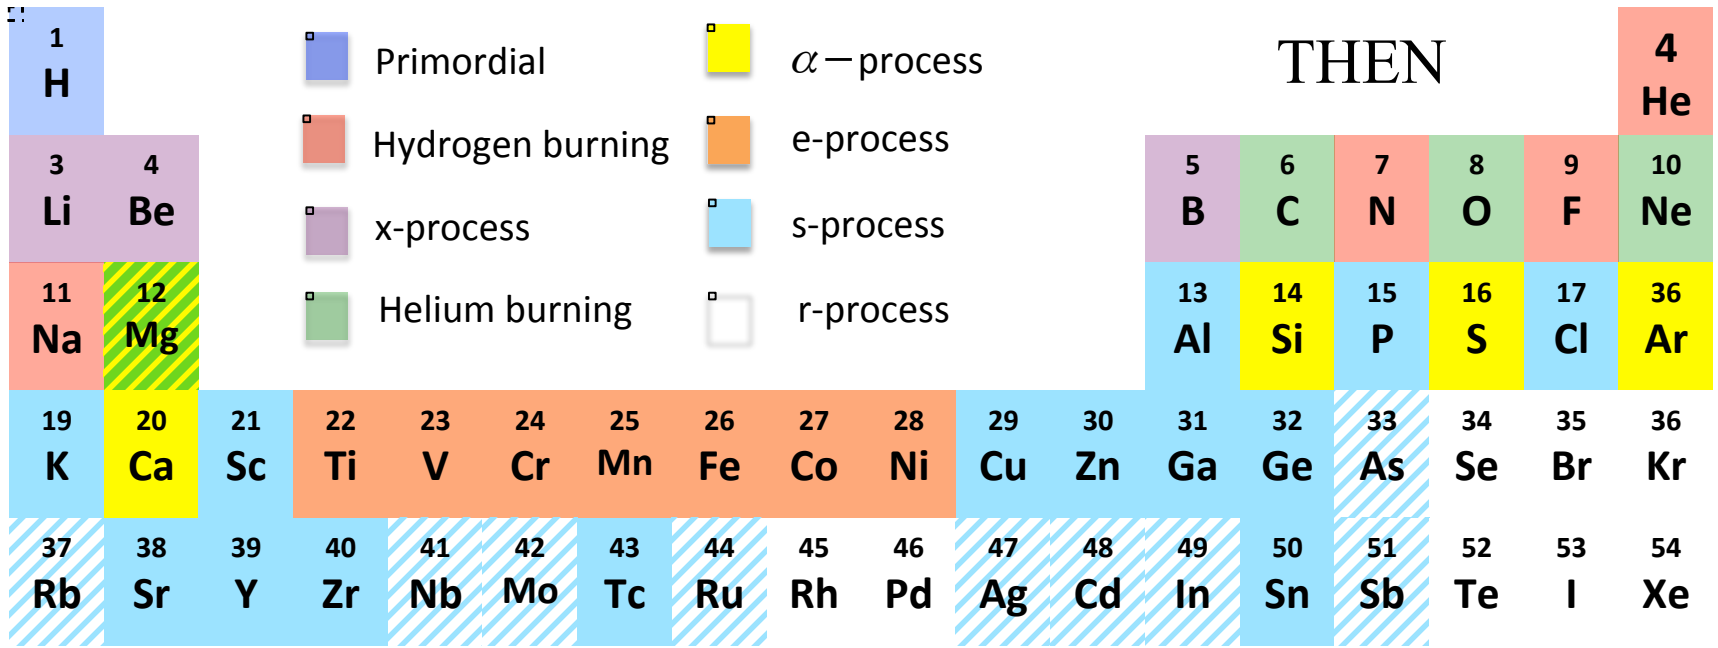 1 α－process THEN 4
H Primordial He
Hydrogen burning e-process
3 4 5 6 7 8 9 10
Li Be B C N O F Ne
x-process s-process
11 12 13 14 15 16 17 36
Na Mg Al Si P S Cl Ar
Helium burning r-process
19 20 21 22 23 24 25 26 27 28 29 30 31 32 33 34 35 36
K Ca Sc Ti V Cr Mn Fe Co Ni Cu Zn Ga Ge As Se Br Kr
37 38 39 40 41 42 43 44 45 46 47 48 49 50 51 52 53 54
Rb Sr Y Zr Nb Mo Tc Ru Rh Pd Ag Cd In Sn Sb Te I Xe